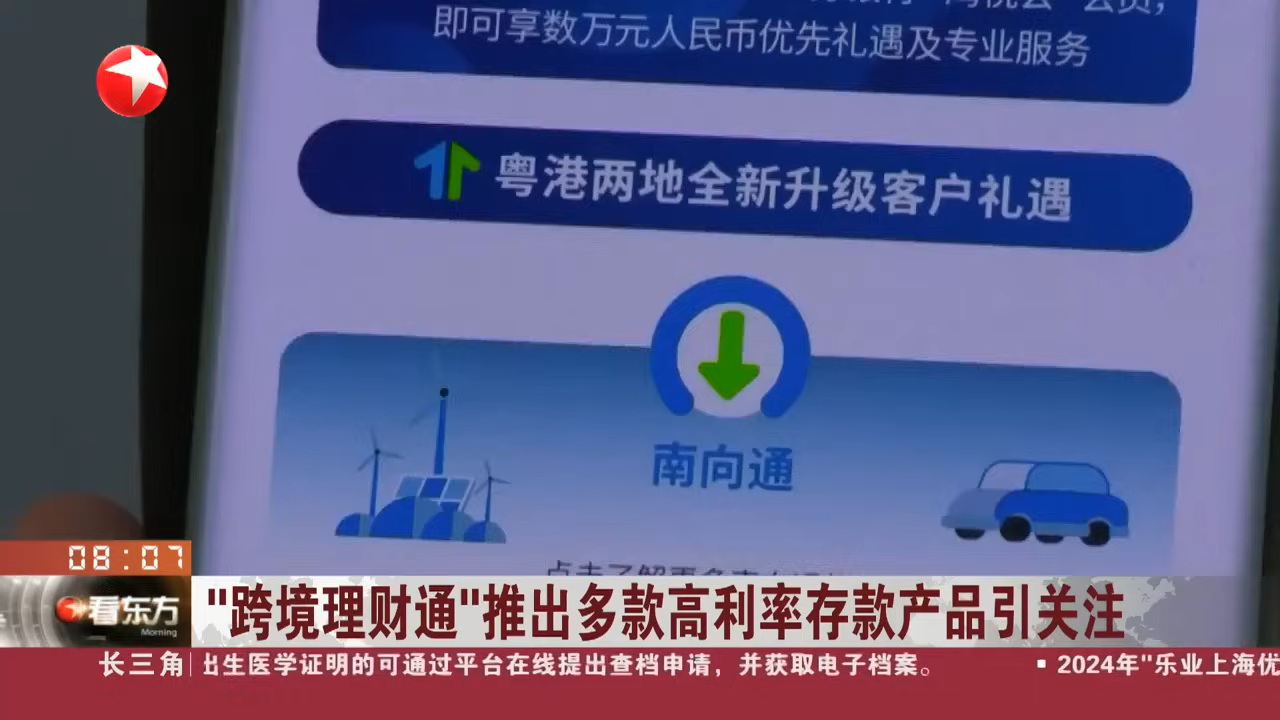 即可享数万元人民币优先礼遇及专业服务
粤港两地全新升级客户礼遇
南向通
08:07
看东方
Morning
"跨境理财通"推出多款高利率存款产品引关注
长三角
出生医学证明的可通过平台在线提出查档申请，并获取电子档案。
▪ 2024年"乐业上海优